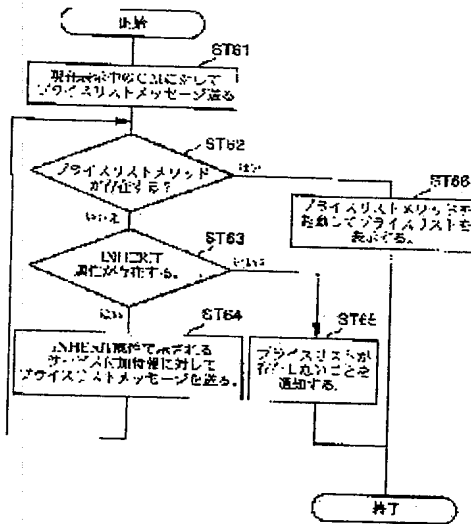 開始
ST61
現在表示中のCMに対して
プライスリストメッセージ送る
ST62
プライスリストメソッド
が存在する?
はい
いいえ
ST66
プライスリストメソッドを
起動してプライスリストを
表示する。
ST63
INHERIT
属性が存在する。
いいえ
はい
ST64
INHERIT属性で示される
サービス付加情報に対して
プライスリストメッセージを送る。
ST65
プライスリストが
存在しないことを
通知する。
終了